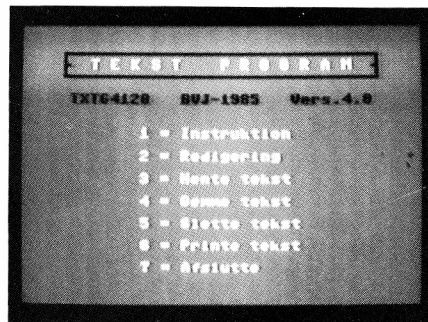 TEKST PROGRAM
TXT64128 BVJ-1985 Vers.4.0
1 = Instruktion
2 = Redigering
3 = Hente tekst
4 = Gemme tekst
5 = Slette tekst
6 = Printe tekst
7 = Afslutte